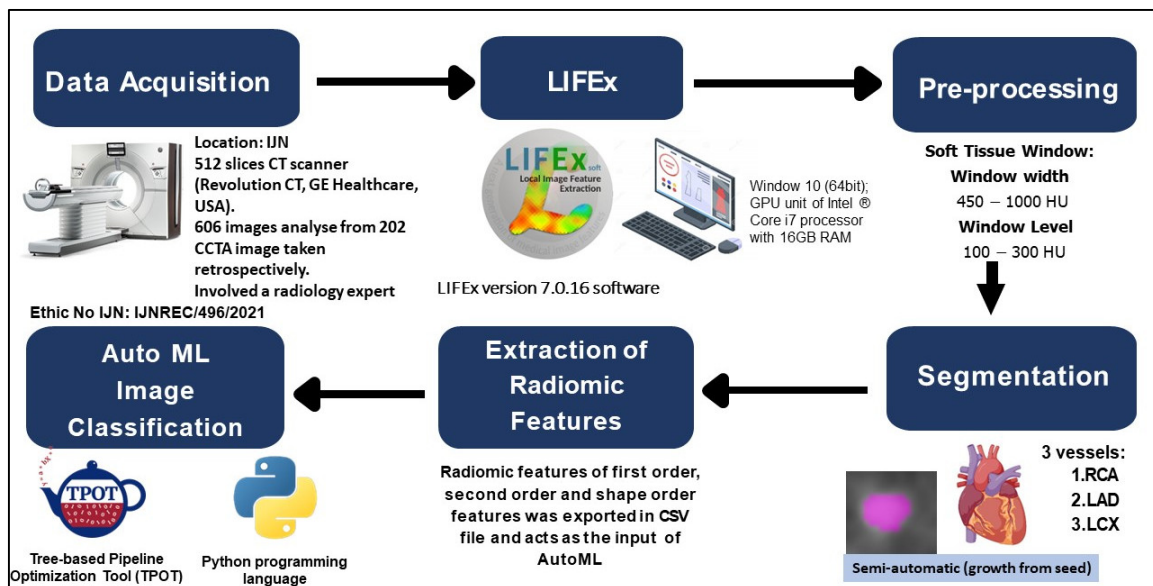 Data Acquisition
LIFEx
Pre-processing
Location: IJN
512 slices CT scanner
(Revolution CT, GE Healthcare,
USA).
606 images analyse from 202
CCTA image taken
retrospectively.
Involved a radiology expert
Ethic No IJN: IJNREC/496/2021
LIFEx soft
Local Image Feature
Extraction
Window 10 (64bit);
GPU unit of Intel ®
Core i7 processor
with 16GB RAM
LIFEx version 7.0.16 software
Soft Tissue Window:
Window width
450 – 1000 HU
Window Level
100 – 300 HU
Segmentation
3 vessels:
1.RCA
2.LAD
3.LCX
Semi-automatic (growth from seed)
Extraction of
Radiomic
Features
Radiomic features of first order,
second order and shape order
features was exported in CSV
file and acts as the input of
AutoML
Auto ML
Image
Classification
TPOT
Tree-based Pipeline
Optimization Tool (TPOT)
Python programming
language